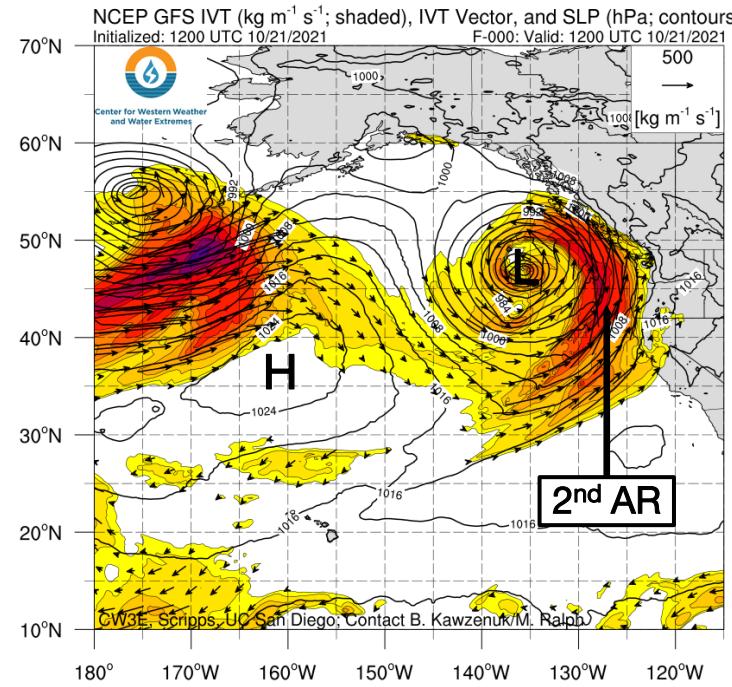 NCEP GFS IVT (kg m⁻¹ s⁻¹; shaded), IVT Vector, and SLP (hPa; contours
Initialized: 1200 UTC 10/21/2021
F-000: Valid: 1200 UTC 10/21/2021
70°N
500
Center for Western Weather
and Water Extremes
[kg m⁻¹ s⁻¹]
1000
1008
60°N
1000
1008
992
992
1008
50°N
L
1016
1016
984
1024
1008
1008
1016
40°N
1000
H
1016
1024
30°N
1016
2ⁿᵈ AR
1016
1016
20°N
10°N
CW3E, Scripps, UC San Diego; Contact B. Kawzenuk/M. Ralph
180°
170°W
160°W
150°W
140°W
130°W
120°W